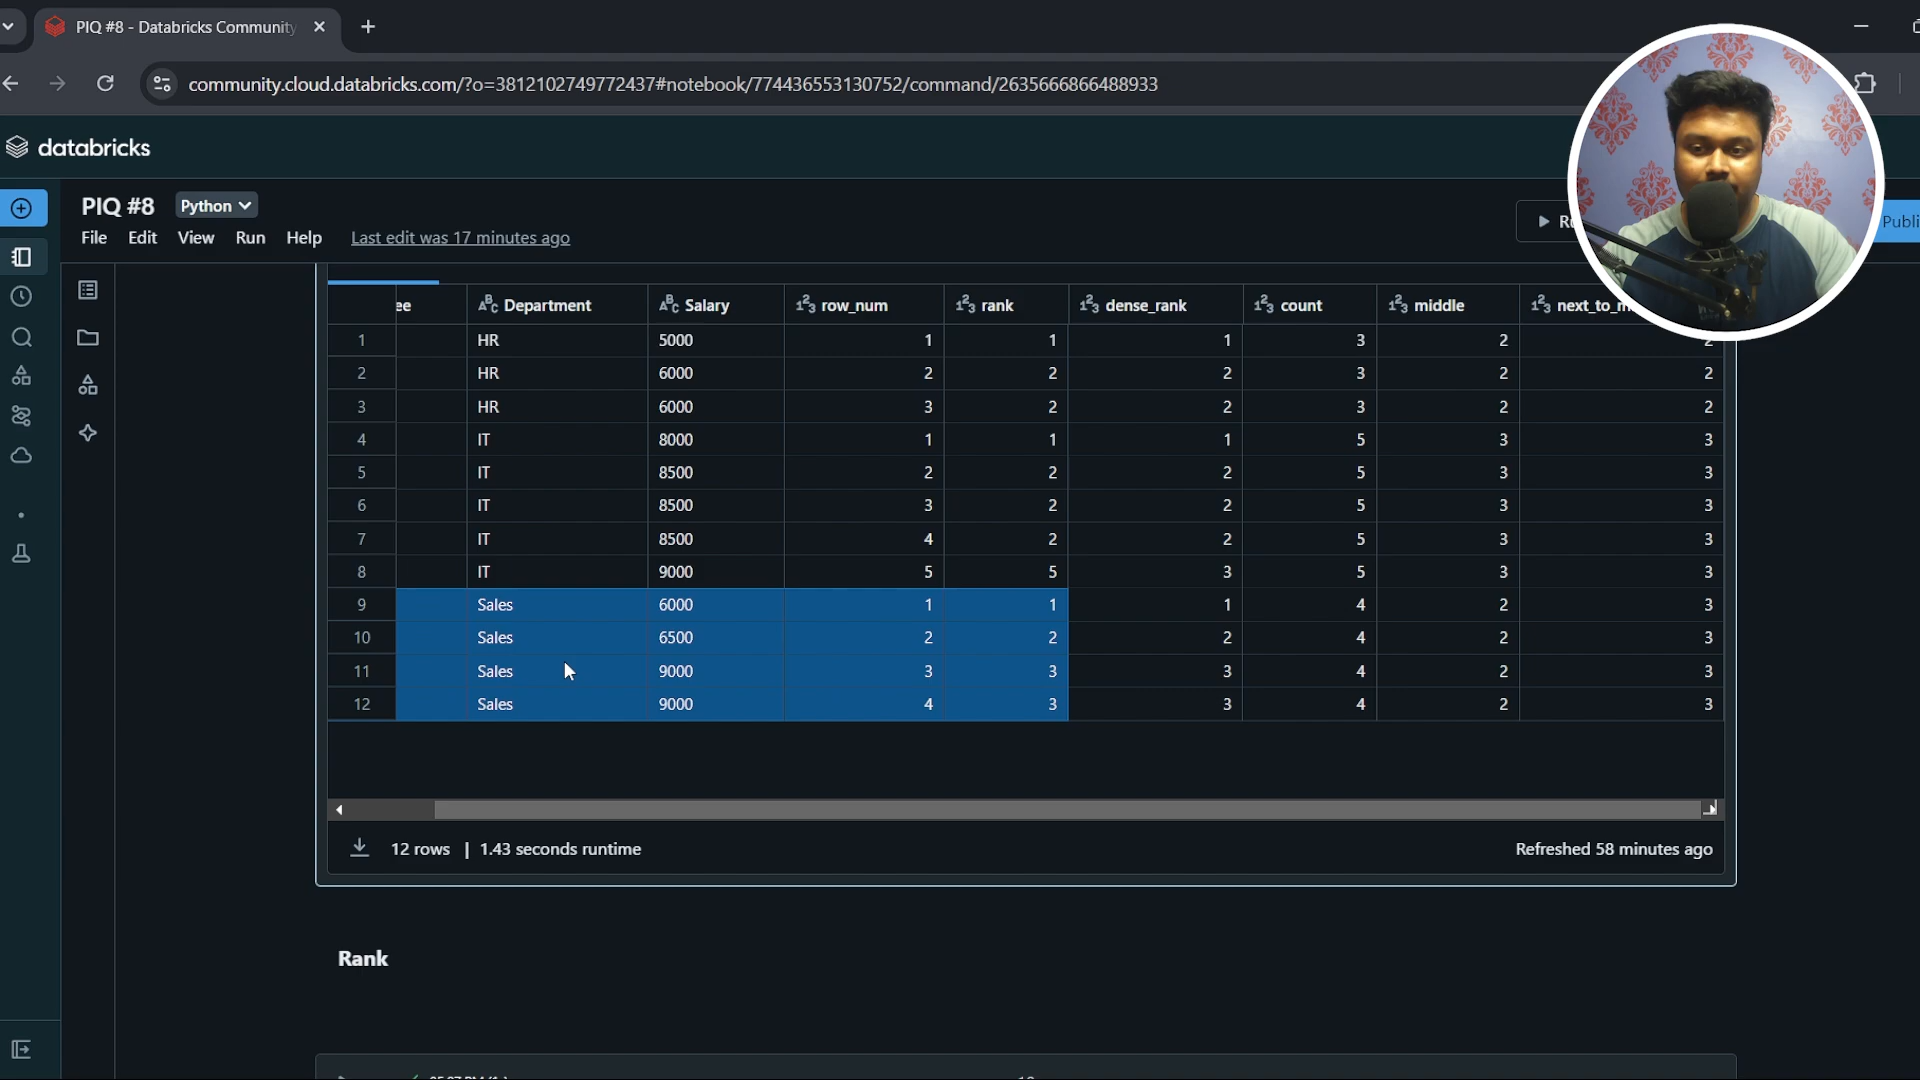 PIQ #8 - Databricks Community
community.cloud.databricks.com/?o=3812102749772437#notebook/774436553130752/command/2635666866488933
databricks
PIQ #8 Python
File Edit View Run Help Last edit was 17 minutes ago
Publi
ee Department Salary row_num rank dense_rank count middle
1 HR 5000 1 1 1 3 2 2
2 HR 6000 2 2 2 3 2 2
3 HR 6000 3 2 2 3 2 2
4 IT 8000 1 1 1 5 3 3
5 IT 8500 2 2 2 5 3 3
6 IT 8500 3 2 2 5 3 3
7 IT 8500 4 2 2 5 3 3
8 IT 9000 5 5 3 5 3 3
9 Sales 6000 1 1 1 4 2 3
10 Sales 6500 2 2 2 4 2 3
11 Sales 9000 3 3 3 4 2 3
12 Sales 9000 4 3 3 4 2 3
12 rows | 1.43 seconds runtime Refreshed 58 minutes ago
Rank